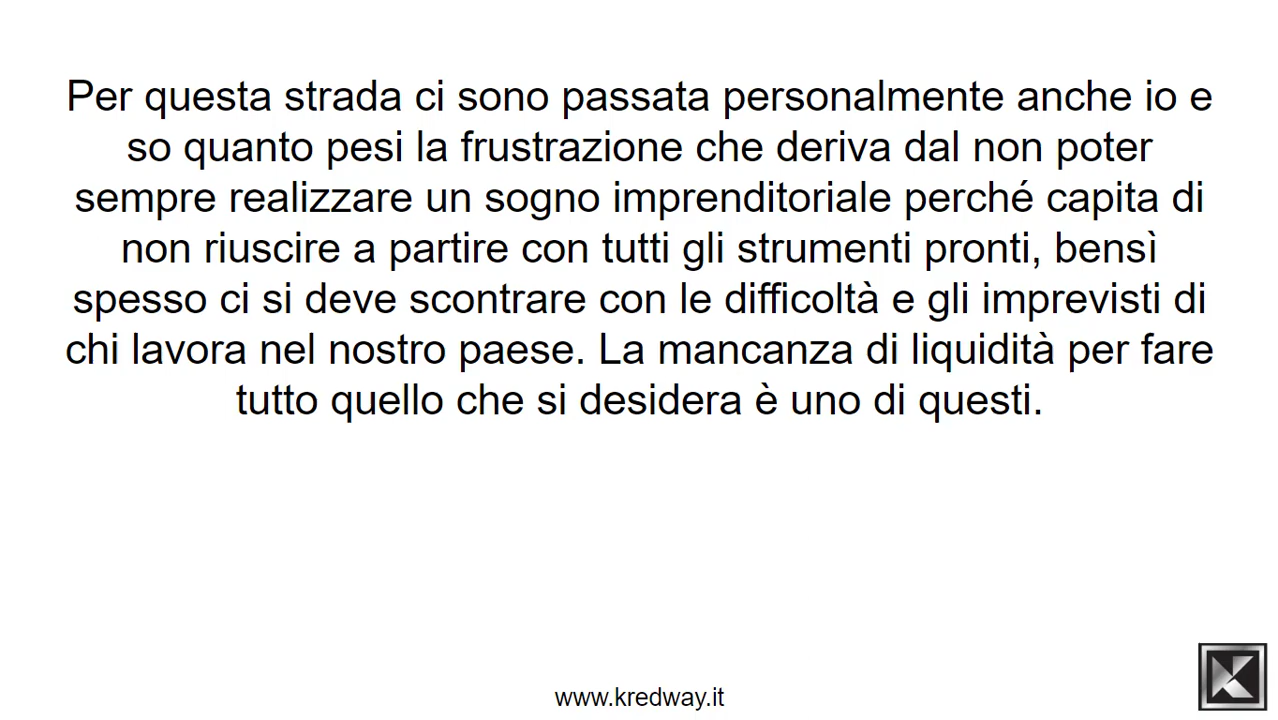 Per questa strada ci sono passata personalmente anche io e
so quanto pesi la frustrazione che deriva dal non poter
sempre realizzare un sogno imprenditoriale perché capita di
non riuscire a partire con tutti gli strumenti pronti, bensì
spesso ci si deve scontrare con le difficoltà e gli imprevisti di
chi lavora nel nostro paese. La mancanza di liquidità per fare
tutto quello che si desidera è uno di questi.
www.kredway.it